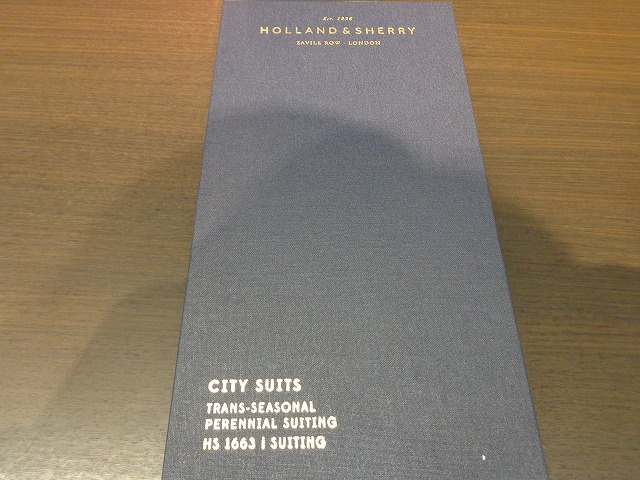 Est. 1836
HOLLAND & SHERRY
SAVILE ROW · LONDON
CITY SUITS
TRANS-SEASONAL
PERENNIAL SUITING
HS 1663 | SUITING